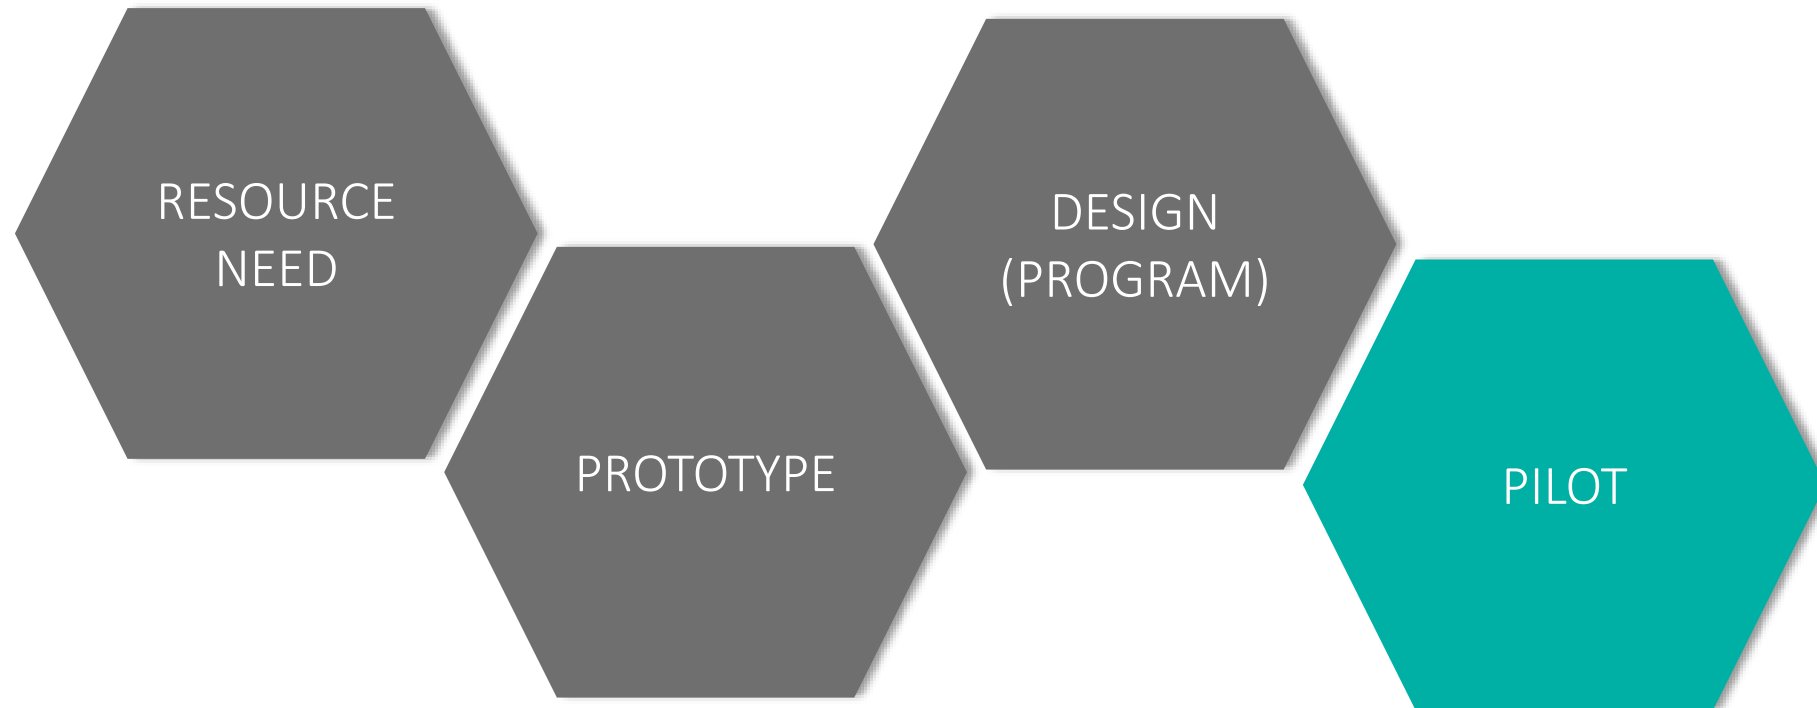 RESOURCE
NEED
PROTOTYPE
DESIGN
(PROGRAM)
PILOT